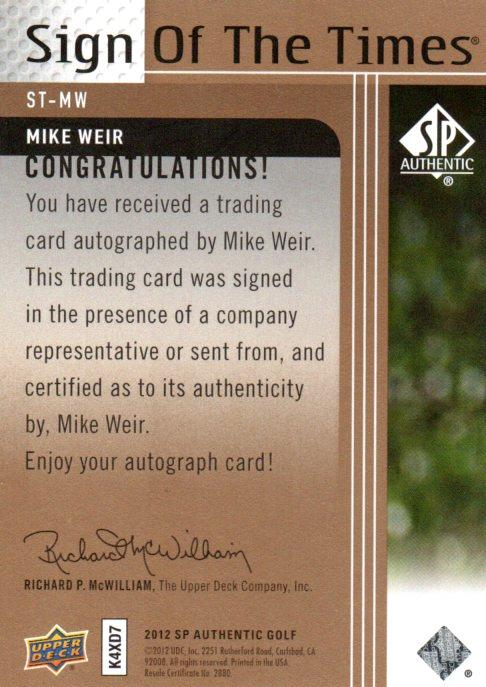 Sign Of The Times®
ST-MW
MIKE WEIR
SP
AUTHENTIC
®
CONGRATULATIONS!
You have received a trading
card autographed by Mike Weir.
This trading card was signed
in the presence of a company
representative or sent from, and
certified as to its authenticity
by, Mike Weir.
Enjoy your autograph card!
Richard P McWilliam
RICHARD P. McWILLIAM, The Upper Deck Company, Inc.
UPPER
DECK
®
K4XD7
2012 SP AUTHENTIC GOLF
©2012 UDC, Inc. 2251 Rutherford Road, Carlsbad, CA
92008. All rights reserved. Printed in the USA.
Resale Certificate No: 2880.
®